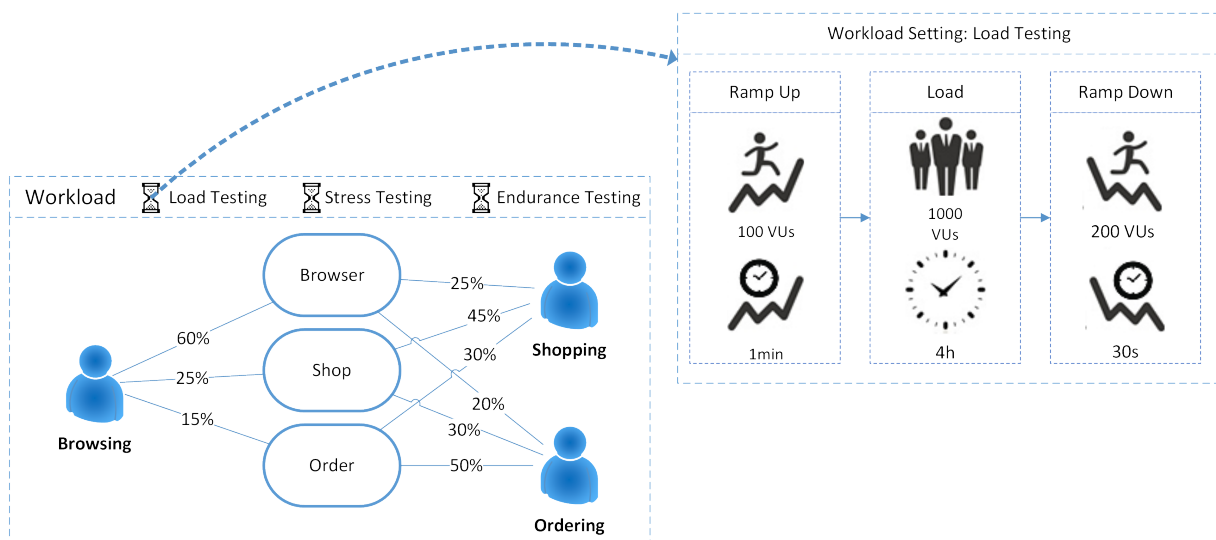 Workload Setting: Load Testing
Ramp Up
Load
Ramp Down
100 VUs
1000
VUs
200 VUs
1min
4h
30s
Workload
Load Testing
Stress Testing
Endurance Testing
Browser
Shop
Order
60%
25%
15%
25%
45%
30%
20%
30%
50%
Browsing
Shopping
Ordering